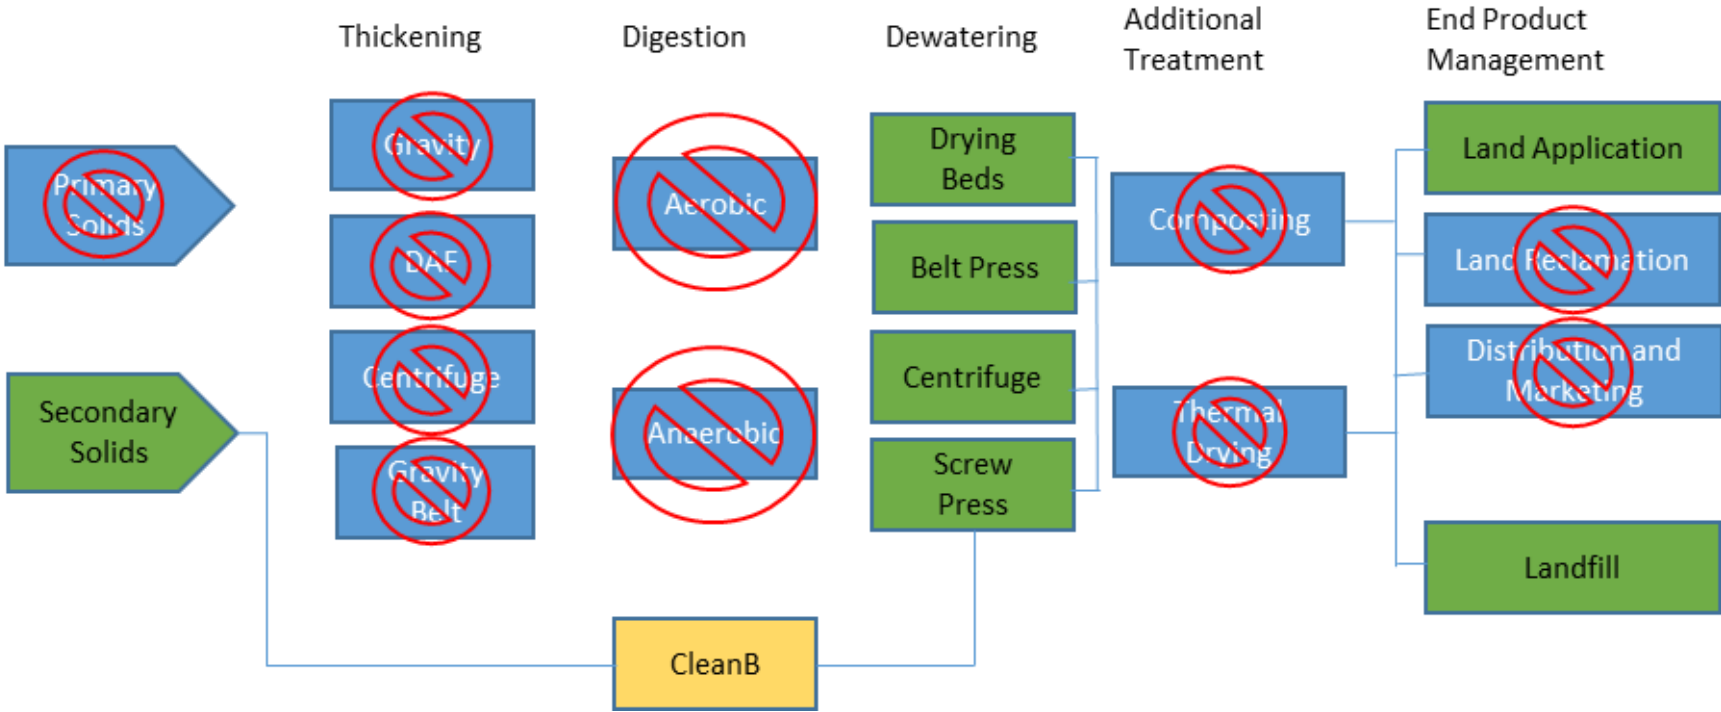 Thickening
Digestion
Dewatering
Additional
Treatment
End Product
Management
Primary
Solids
Secondary
Solids
Gravity
DAF
Centrifuge
Gravity
Belt
Aerobic
Anaerobic
CleanB
Drying
Beds
Belt Press
Centrifuge
Screw
Press
Composting
Thermal
Drying
Land Application
Land Reclamation
Distribution and
Marketing
Landfill